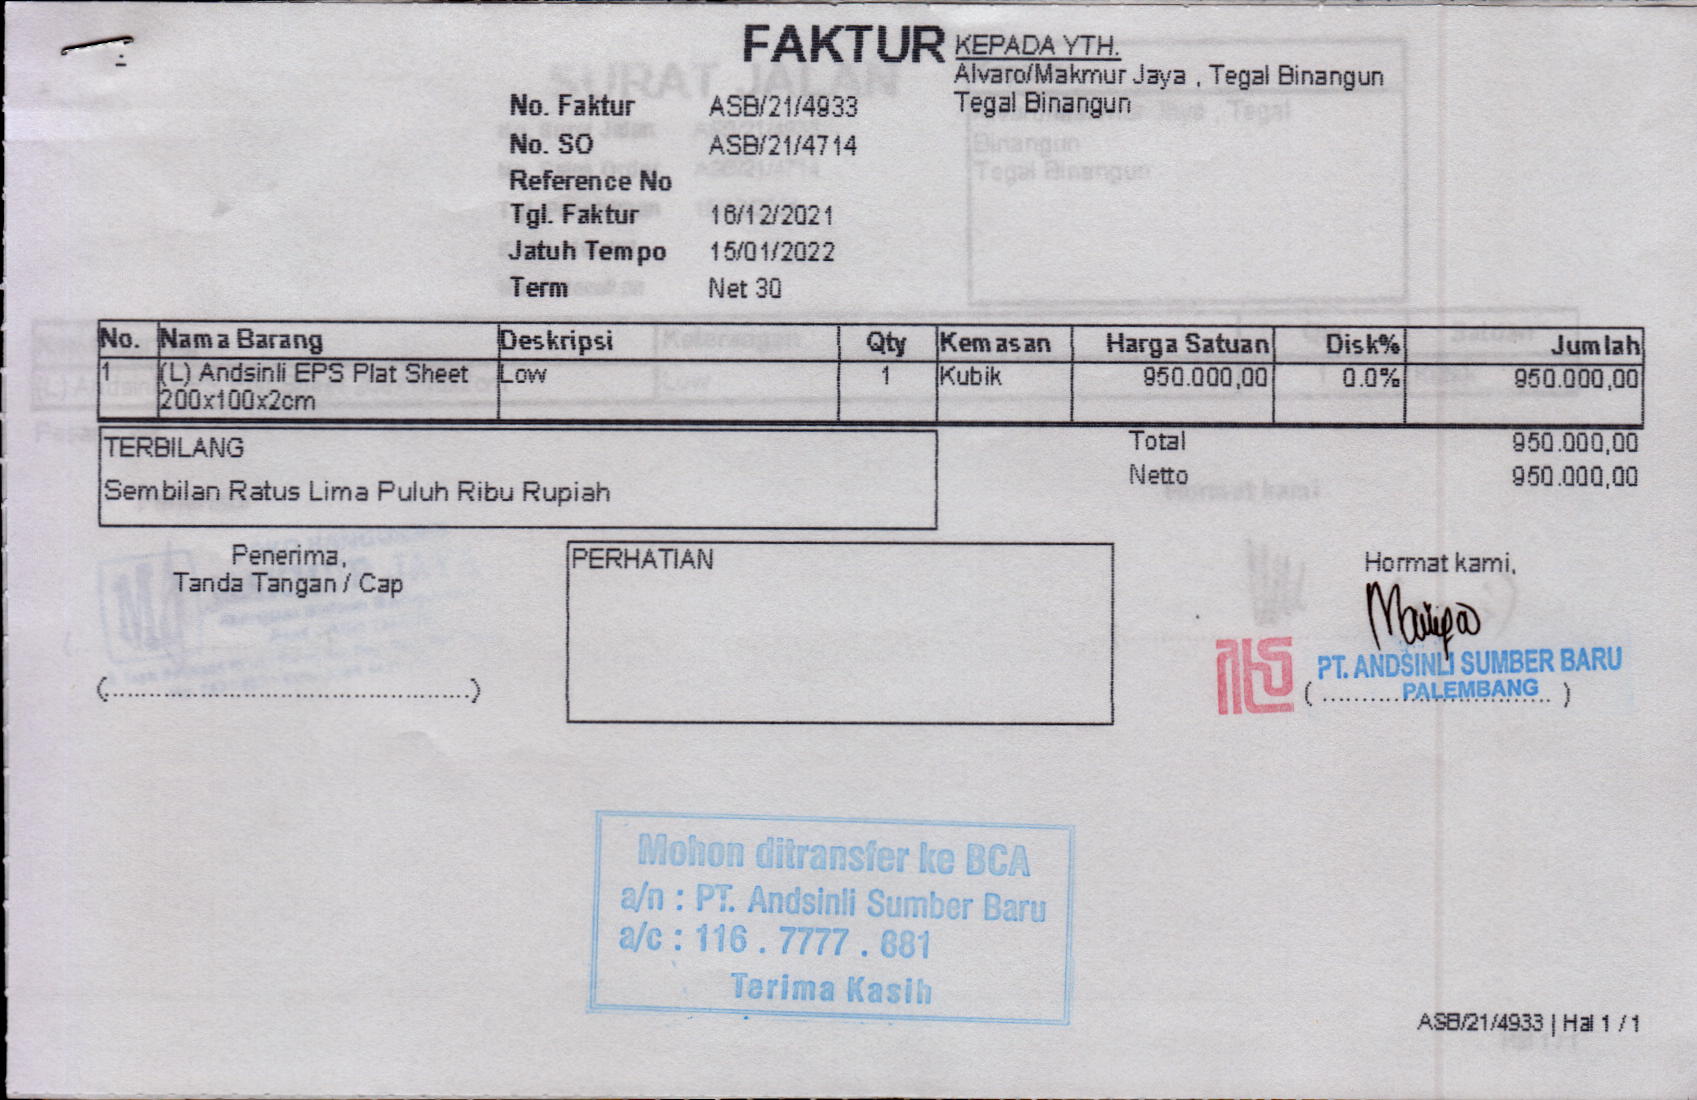 FAKTUR
KEPADA YTH.
Alvaro/Makmur Jaya , Tegal Binangun
Tegal Binangun
No. Faktur ASB/21/4933
No. SO ASB/21/4714
Reference No
Tgl. Faktur 16/12/2021
Jatuh Tempo 15/01/2022
Term Net 30
No. Nama Barang Deskripsi Qty Kemasan Harga Satuan Disk% Jumlah
1 (L) Andsinli EPS Plat Sheet Low 1 Kubik 950.000,00 0.0% 950.000,00
200x100x2cm
TERBILANG
Sembilan Ratus Lima Puluh Ribu Rupiah
Total 950.000,00
Netto 950.000,00
Penerima,
Tanda Tangan / Cap
(...............................................)
PERHATIAN
Hormat kami,
PT. ANDSINLI SUMBER BARU
PALEMBANG
Mohon ditransfer ke BCA
a/n : PT. Andsinli Sumber Baru
a/c : 116 . 7777 . 881
Terima Kasih
ASB/21/4933 | Hal 1 / 1